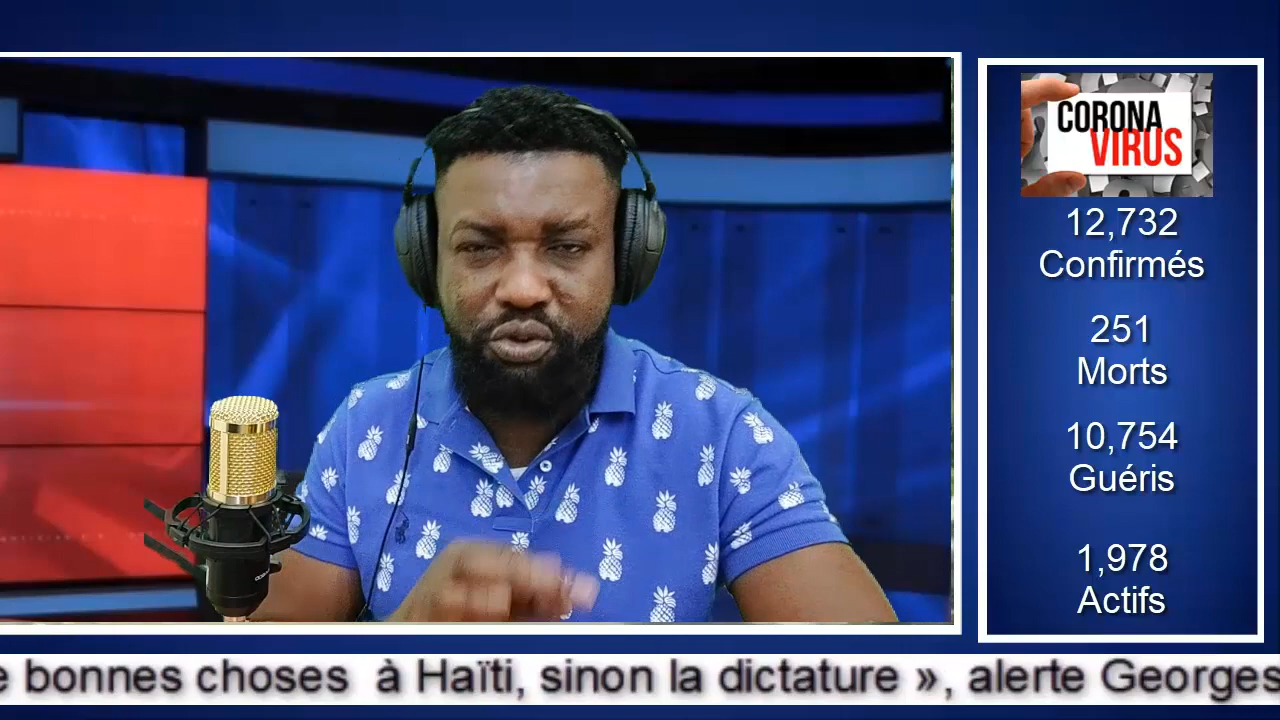 CORONA
VIRUS
12,732
Confirmés
251
Morts
10,754
Guéris
1,978
Actifs
bonnes choses à Haïti, sinon la dictature », alerte Georges